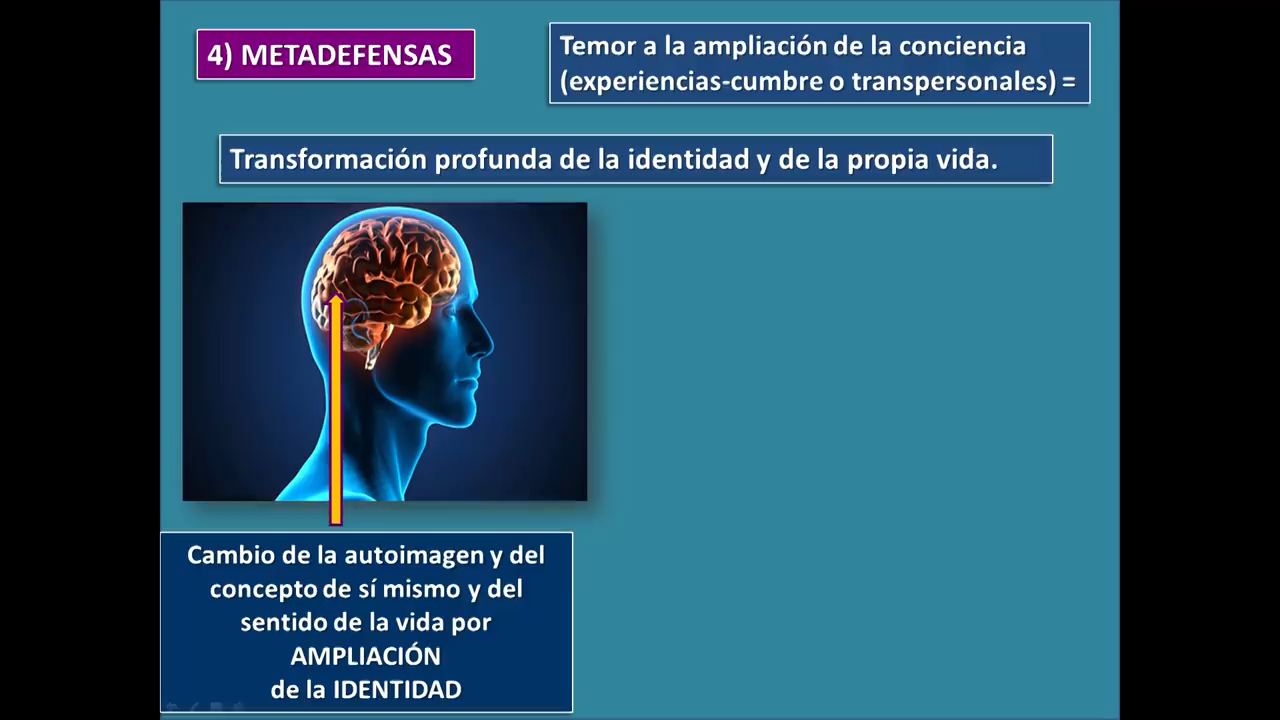 4) METADEFENSAS
Temor a la ampliación de la conciencia
(experiencias-cumbre o transpersonales) =
Transformación profunda de la identidad y de la propia vida.
Cambio de la autoimagen y del
concepto de sí mismo y del
sentido de la vida por
AMPLIACIÓN
de la IDENTIDAD